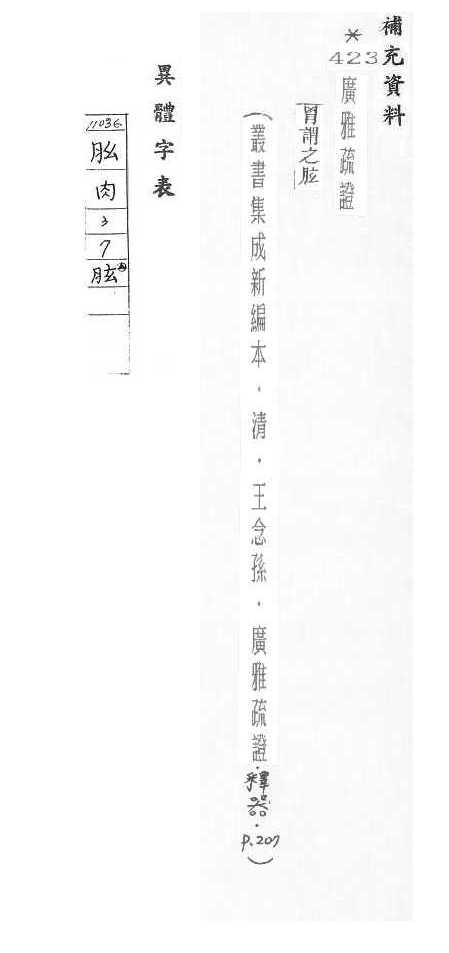 補充資料
*
423
廣雅疏證
胃謂之胘
(叢書集成新編本．清．王念孫．廣雅疏證．釋器．p.207)
異體字表
11036
肉
3
7
胘